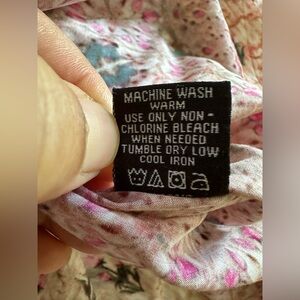 MACHINE WASH
WARM
USE ONLY NON -
CHLORINE BLEACH
WHEN NEEDED
TUMBLE DRY LOW
COOL IRON